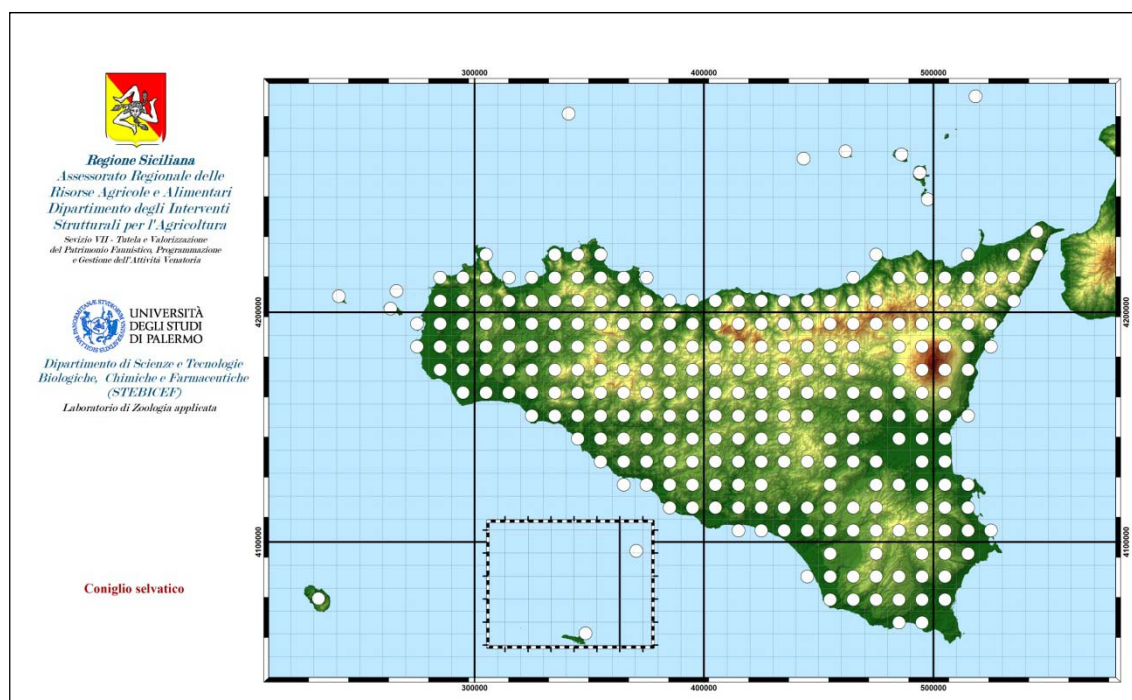 Regione Siciliana
Assessorato Regionale delle
Risorse Agricole e Alimentari
Dipartimento degli Interventi
Strutturali per l'Agricoltura
Sevizio VII - Tutela e Valorizzazione
del Patrimonio Faunistico, Programmazione
e Gestione dell'Attività Venatoria
UNIVERSITÀ
DEGLI STUDI
DI PALERMO
Dipartimento di Scienze e Tecnologie
Biologiche, Chimiche e Farmaceutiche
(STEBICEF)
Laboratorio di Zoologia applicata
Coniglio selvatico
300000
400000
500000
4200000
4200000
4100000
4100000
300000
400000
500000